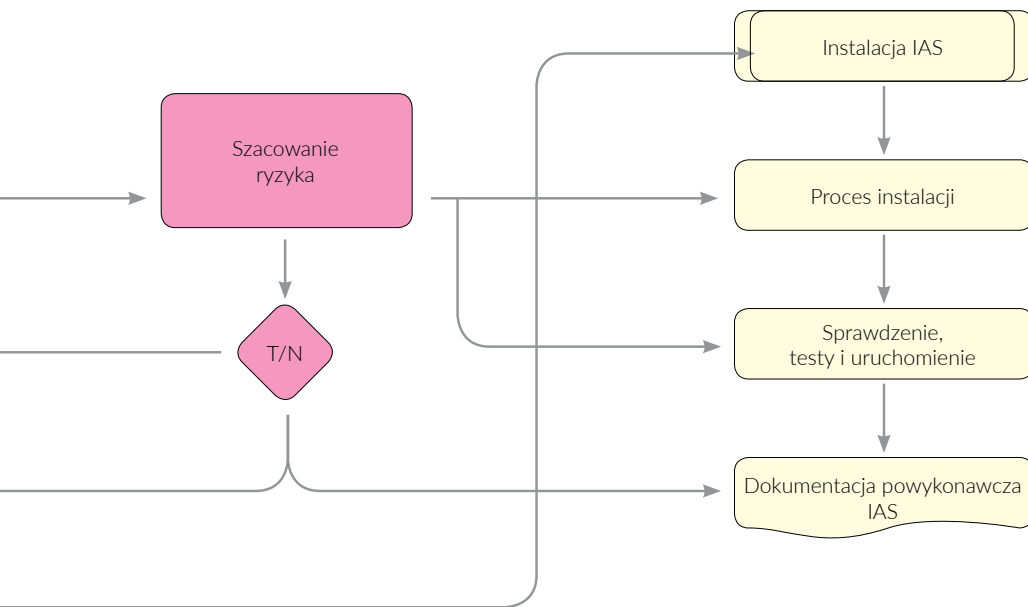 Instalacja IAS
Szacowanie
ryzyka
Proces instalacji
Sprawdzenie,
testy i uruchomienie
T/N
Dokumentacja powykonawcza
IAS